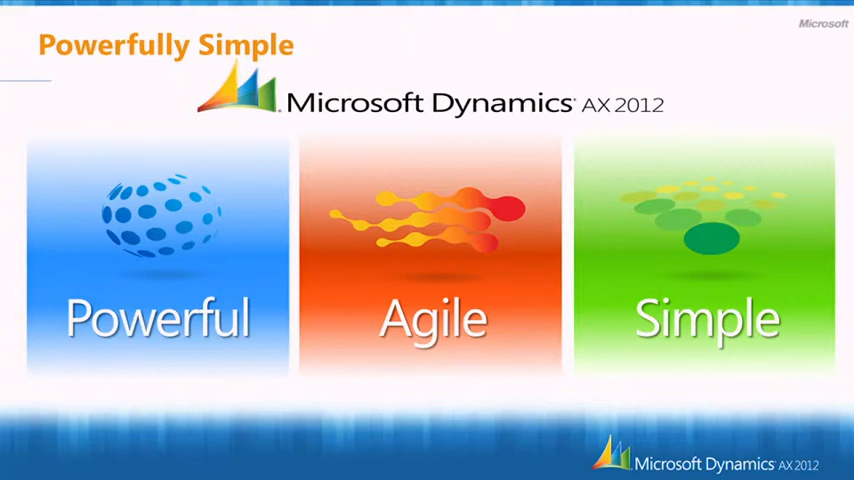 Microsoft
Powerfully Simple
Microsoft Dynamics AX 2012
Powerful
Agile
Simple
Microsoft Dynamics AX 2012